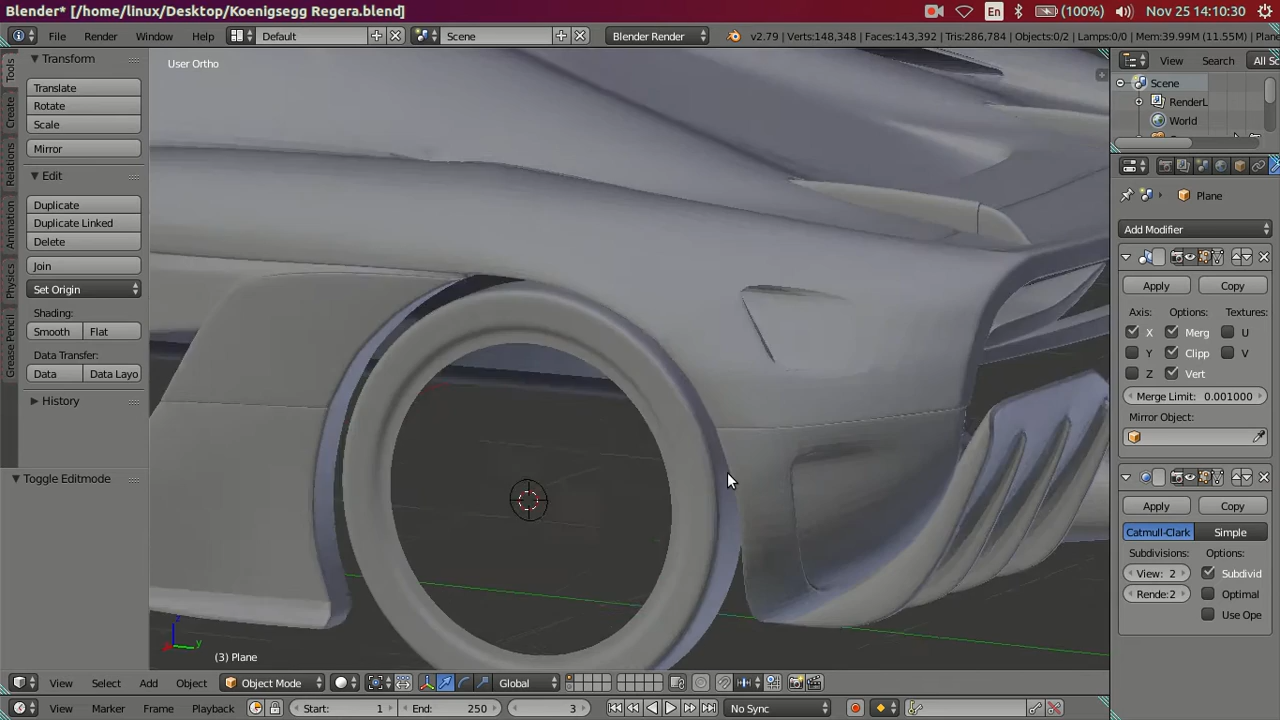 Blender* [/home/linux/Desktop/Koenigsegg Regera.blend]
En
(100%)
Nov 25 14:10:30
File
Render
Window
Help
Default
Scene
Blender Render
v2.79 | Verts:148,348 | Faces:143,392 | Tris:286,784 | Objects:0/2 | Lamps:0/0 | Mem:39.99M (11.55M) | Plane
Tools
Create
Relations
Animation
Physics
Grease Pencil
Transform
Translate
Rotate
Scale
Mirror
Edit
Duplicate
Duplicate Linked
Delete
Join
Set Origin
Shading:
Smooth
Flat
Data Transfer:
Data
Data Layo
History
Toggle Editmode
User Ortho
z
y
(3) Plane
View
Search
All Sc
Scene
RenderL
World
Plane
Add Modifier
Apply
Copy
Axis:
Options:
Textures:
X
Merg
U
Y
Clipp
V
Z
Vert
Merge Limit: 0.001000
Mirror Object:
Apply
Copy
Catmull-Clark
Simple
Subdivisions:
Options:
View: 2
Subdivid
Rende:2
Optimal
Use Ope
View
Select
Add
Object
Object Mode
Global
View
Marker
Frame
Playback
Start: 1
End: 250
3
No Sync